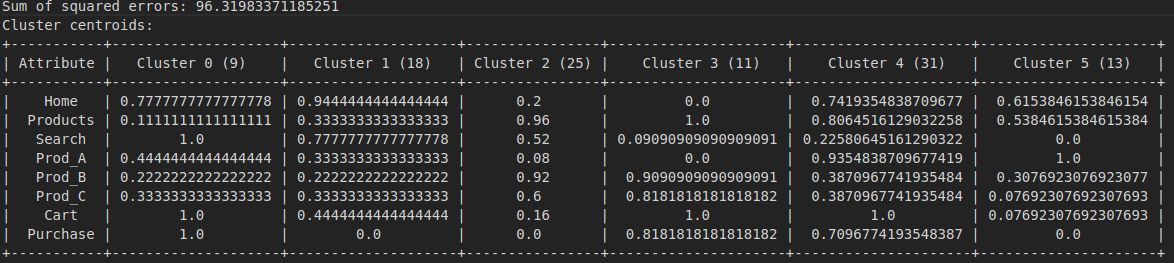 Sum of squared errors: 96.31983371185251
Cluster centroids:
+-----------+--------------------+--------------------+----------------+---------------------+---------------------+---------------------+
| Attribute |   Cluster 0 (9)    |   Cluster 1 (18)   | Cluster 2 (25) |    Cluster 3 (11)   |    Cluster 4 (31)   |    Cluster 5 (13)   |
+-----------+--------------------+--------------------+----------------+---------------------+---------------------+---------------------+
|    Home   | 0.7777777777777778 | 0.9444444444444444 |      0.2       |         0.0         |  0.7419354838709677 |  0.6153846153846154 |
|  Products | 0.1111111111111111 | 0.3333333333333333 |      0.96      |         1.0         |  0.8064516129032258 |  0.5384615384615384 |
|   Search  |        1.0         | 0.7777777777777778 |      0.52      | 0.09090909090909091 | 0.22580645161290322 |         0.0         |
|   Prod_A  | 0.4444444444444444 | 0.3333333333333333 |      0.08      |         0.0         |  0.9354838709677419 |         1.0         |
|   Prod_B  | 0.2222222222222222 | 0.2222222222222222 |      0.92      |  0.9090909090909091 |  0.3870967741935484 |  0.3076923076923077 |
|   Prod_C  | 0.3333333333333333 | 0.3333333333333333 |      0.6       |  0.8181818181818182 |  0.3870967741935484 | 0.07692307692307693 |
|    Cart   |        1.0         | 0.4444444444444444 |      0.16      |         1.0         |         1.0         | 0.07692307692307693 |
|  Purchase |        1.0         |        0.0         |      0.0       |  0.8181818181818182 |  0.7096774193548387 |         0.0         |
+-----------+--------------------+--------------------+----------------+---------------------+---------------------+---------------------+